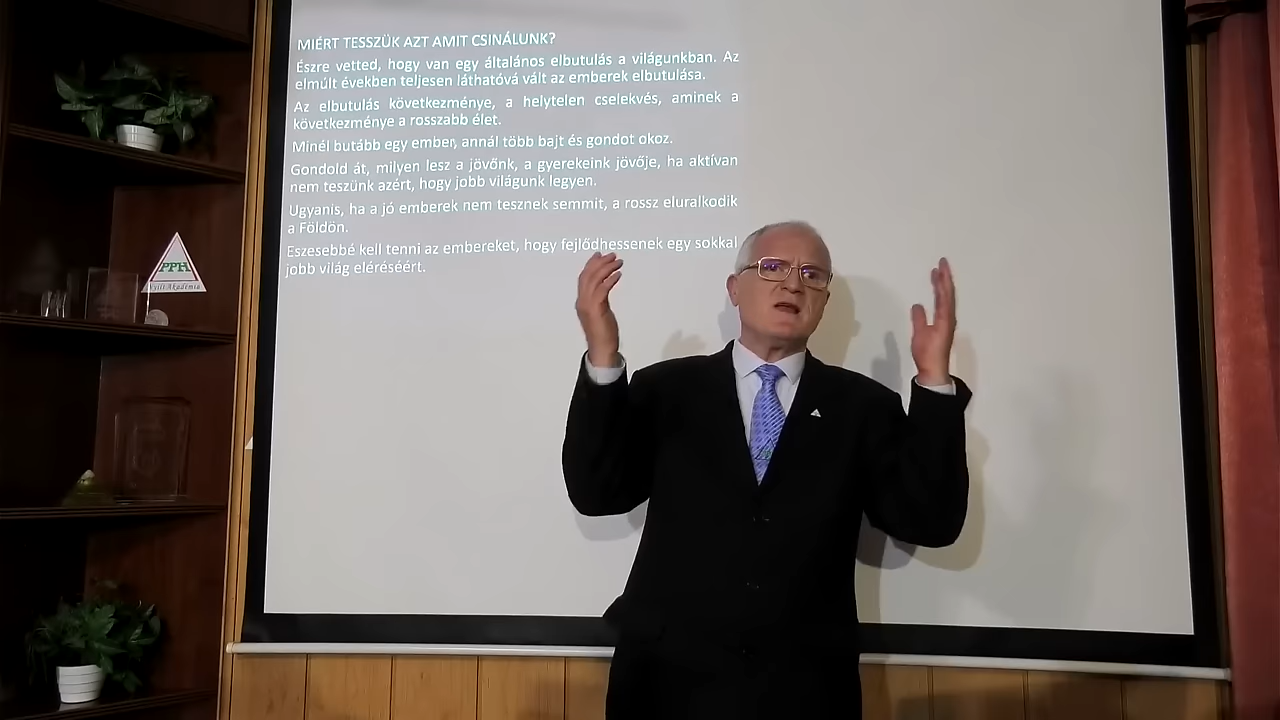 MIÉRT TESSZÜK AZT AMIT CSINÁLUNK?
Észre vetted, hogy van egy általános elbutulás a világunkban. Az
elmúlt években teljesen láthatóvá vált az emberek elbutulása.
Az elbutulás következménye, a helytelen cselekvés, aminek a
következménye a rosszabb élet.
Minél butább egy ember, annál több bajt és gondot okoz.
Gondold át, milyen lesz a jövőnk, a gyerekeink jövője, ha aktívan
nem teszünk azért, hogy jobb világunk legyen.
Ugyanis, ha a jó emberek nem tesznek semmit, a rossz eluralkodik
a Földön.
Eszesebbé kell tenni az embereket, hogy fejlődhessenek egy sokkal
jobb világ eléréséért.
PPH
Nyílt Akadémia